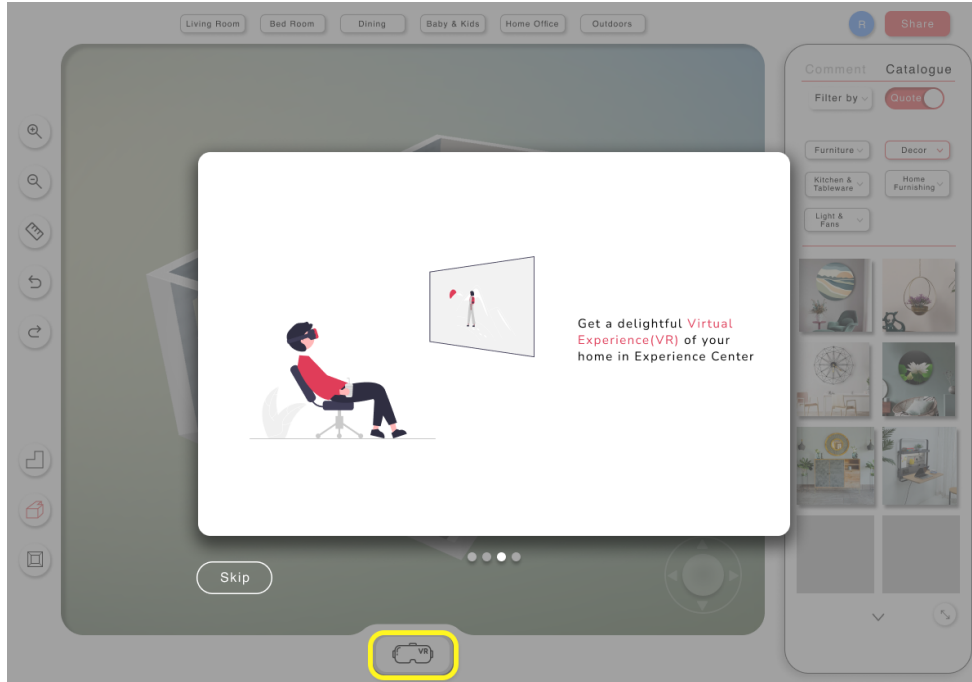 Living Room
Bed Room
Dining
Baby & Kids
Home Office
Outdoors
R
Share
Comment
Catalogue
Filter by
Quote
Furniture
Decor
Kitchen &
Tableware
Home
Furnishing
Light &
Fans
Get a delightful Virtual
Experience(VR) of your
home in Experience Center
Skip
VR